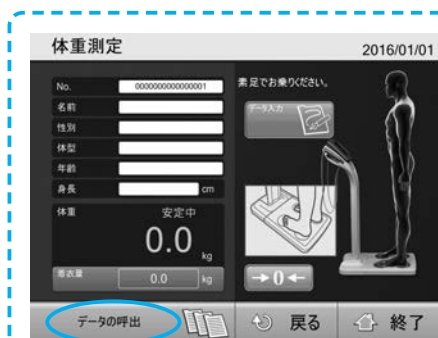 体重測定
2016/01/01
No. 0000000000000001
名前
性別
体型
年齢
身長 cm
体重
安定中
0.0 kg
着衣量 0.0 kg
素足でお乗りください。
データ入力
→0←
データの呼出
戻る
終了